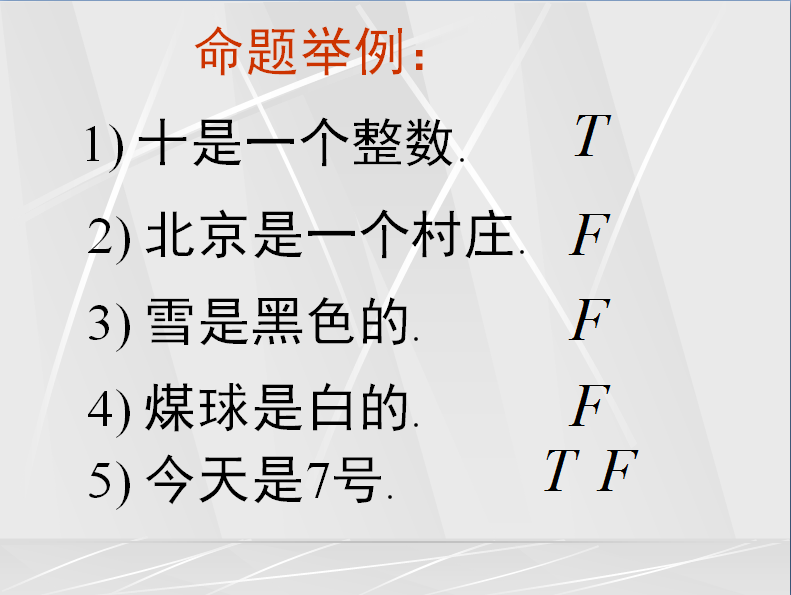 命题举例：
1) 十是一个整数. T
2) 北京是一个村庄. F
3) 雪是黑色的. F
4) 煤球是白的. F
5) 今天是7号. T F